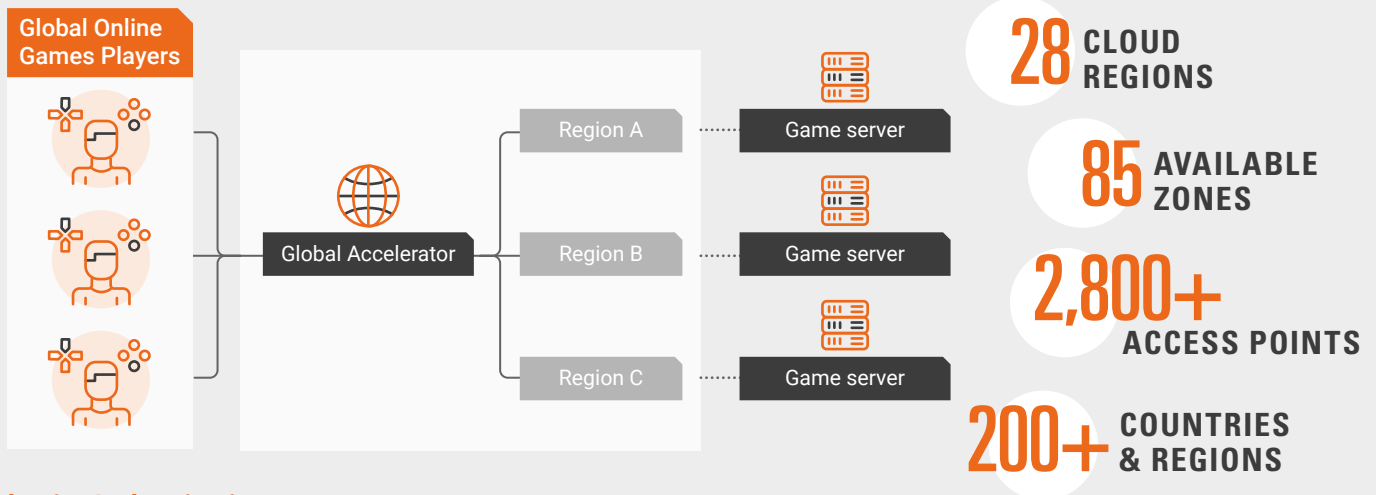 Global Online
Games Players
Global Accelerator
Region A
Game server
Region B
Game server
Region C
Game server
28 CLOUD
REGIONS
85 AVAILABLE
ZONES
2,800+
ACCESS POINTS
200+ COUNTRIES
& REGIONS